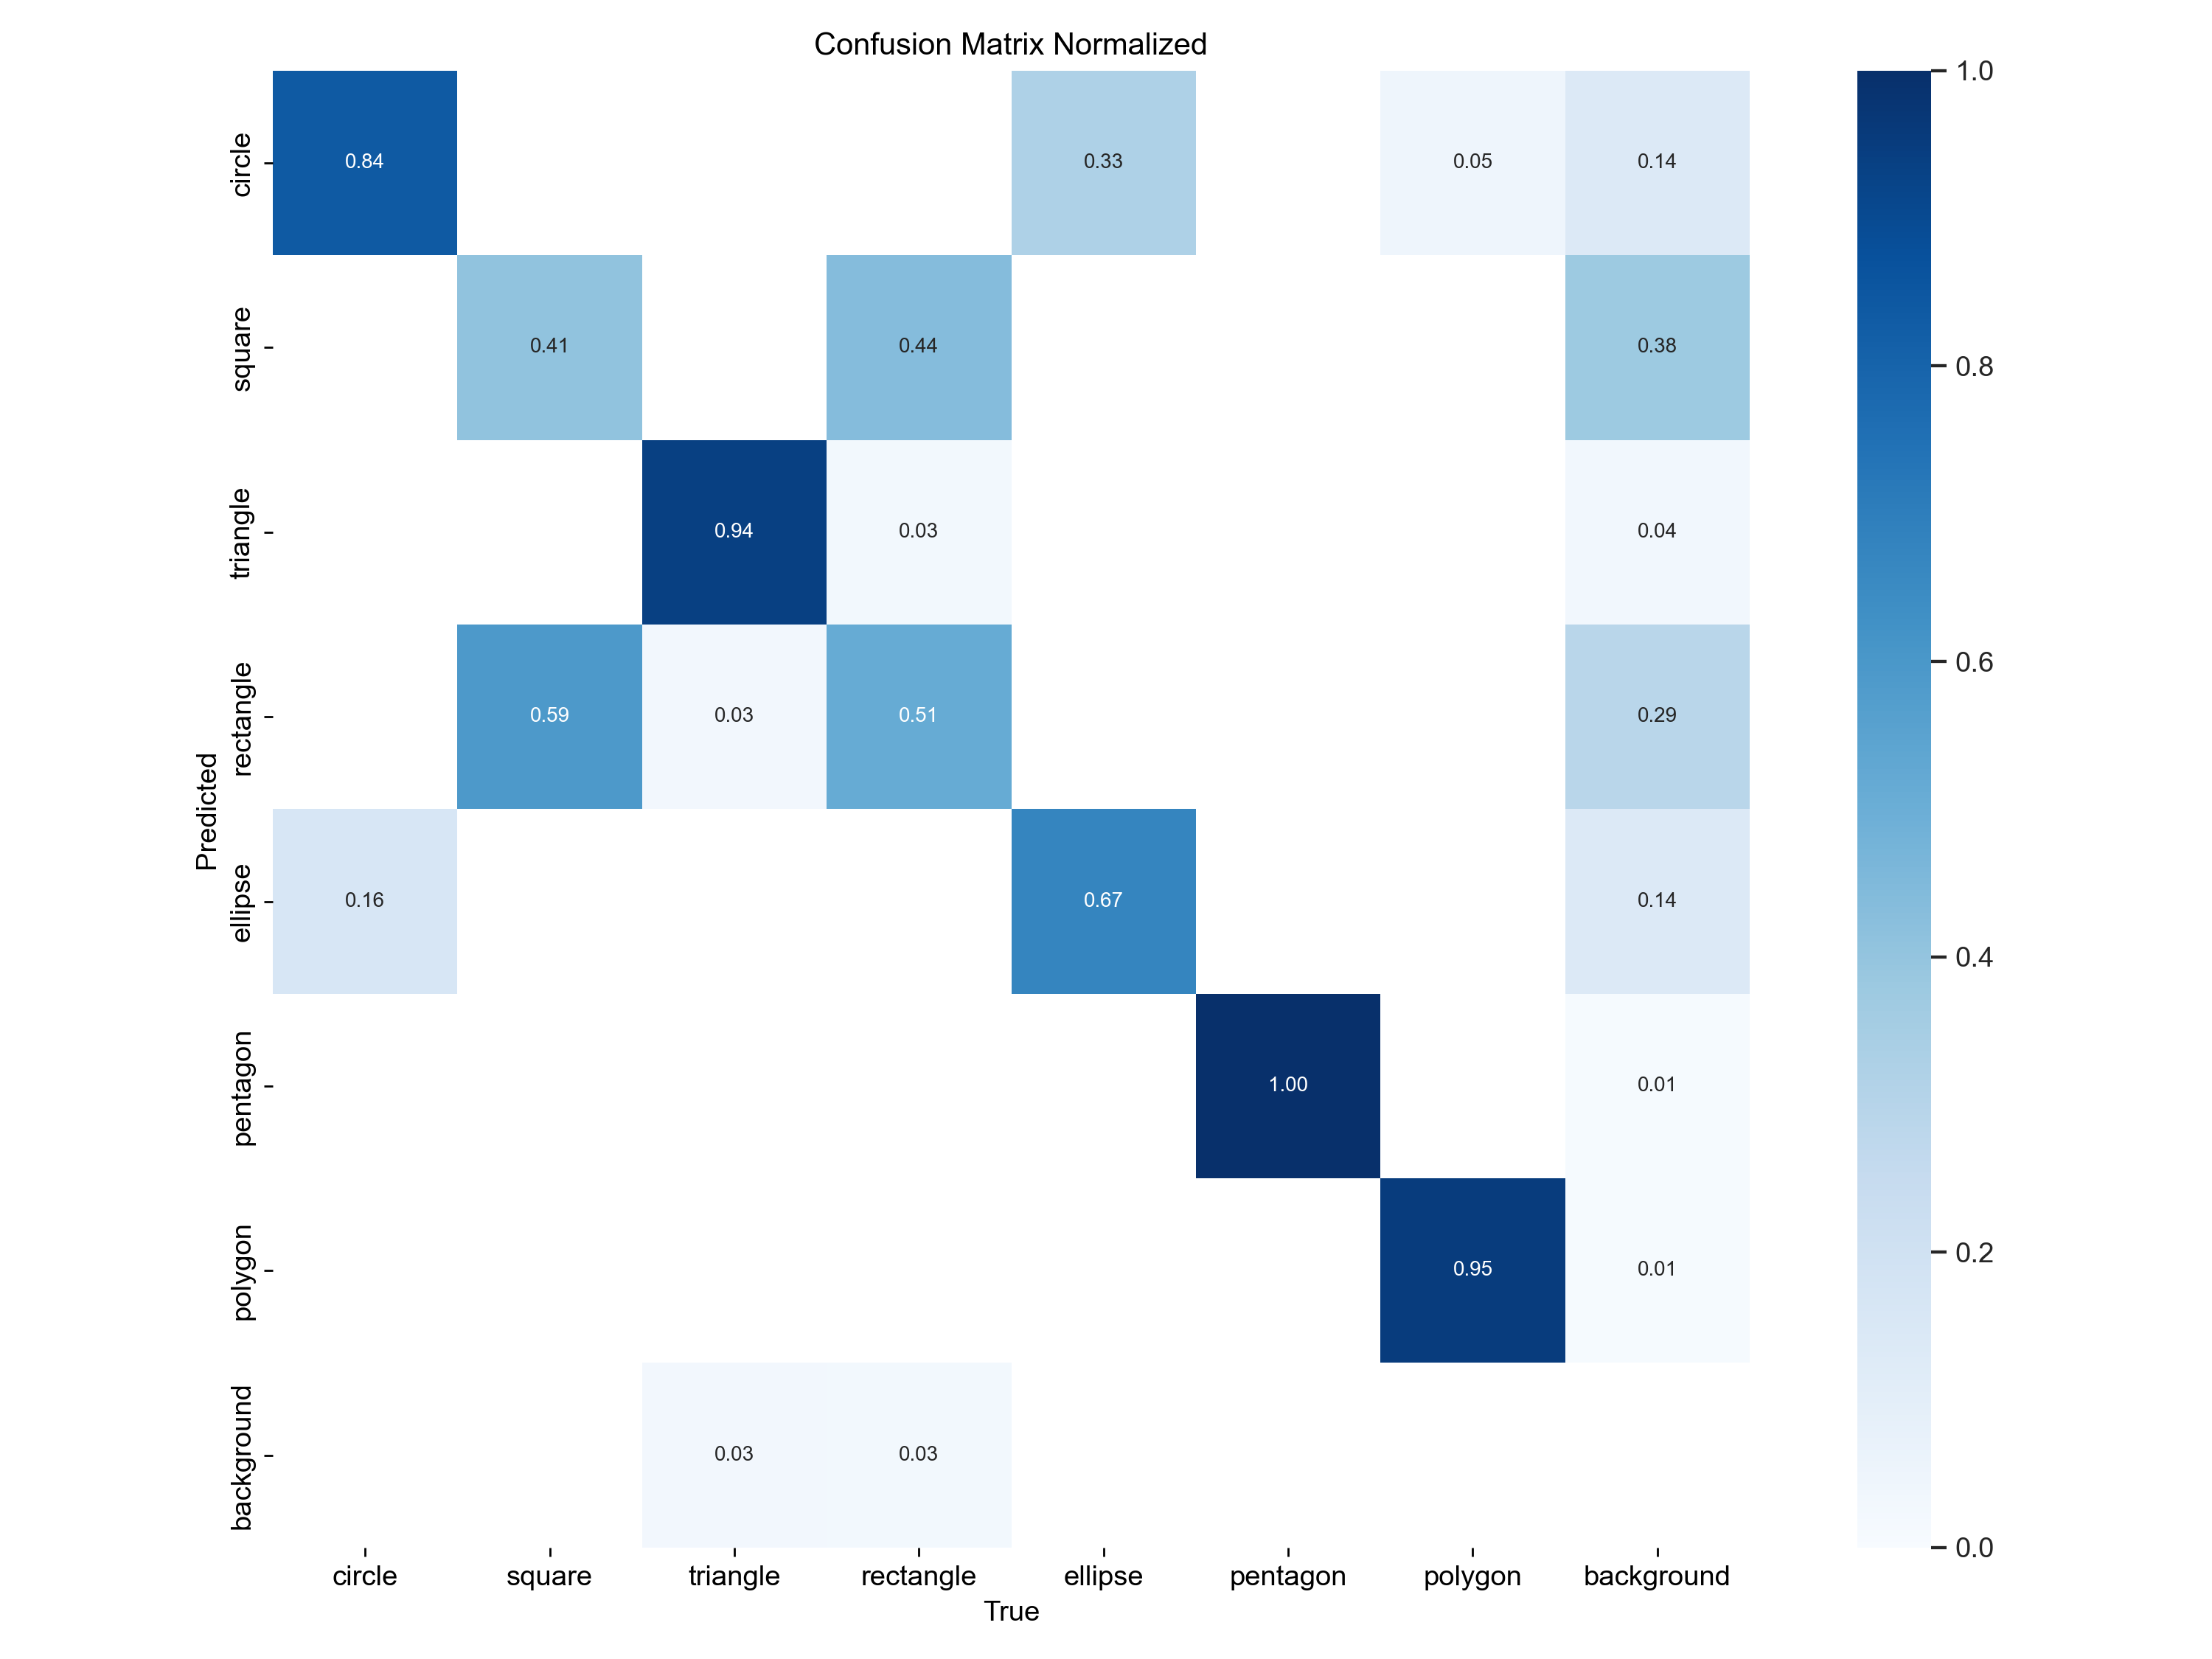 Confusion Matrix Normalized
circle 0.84 0.33 0.05 0.14
square 0.41 0.44 0.38
triangle 0.94 0.03 0.04
rectangle 0.59 0.03 0.51 0.29
ellipse 0.16 0.67 0.14
pentagon 1.00 0.01
polygon 0.95 0.01
background 0.03 0.03
circle square triangle rectangle ellipse pentagon polygon background
True
Predicted
1.0
0.8
0.6
0.4
0.2
0.0